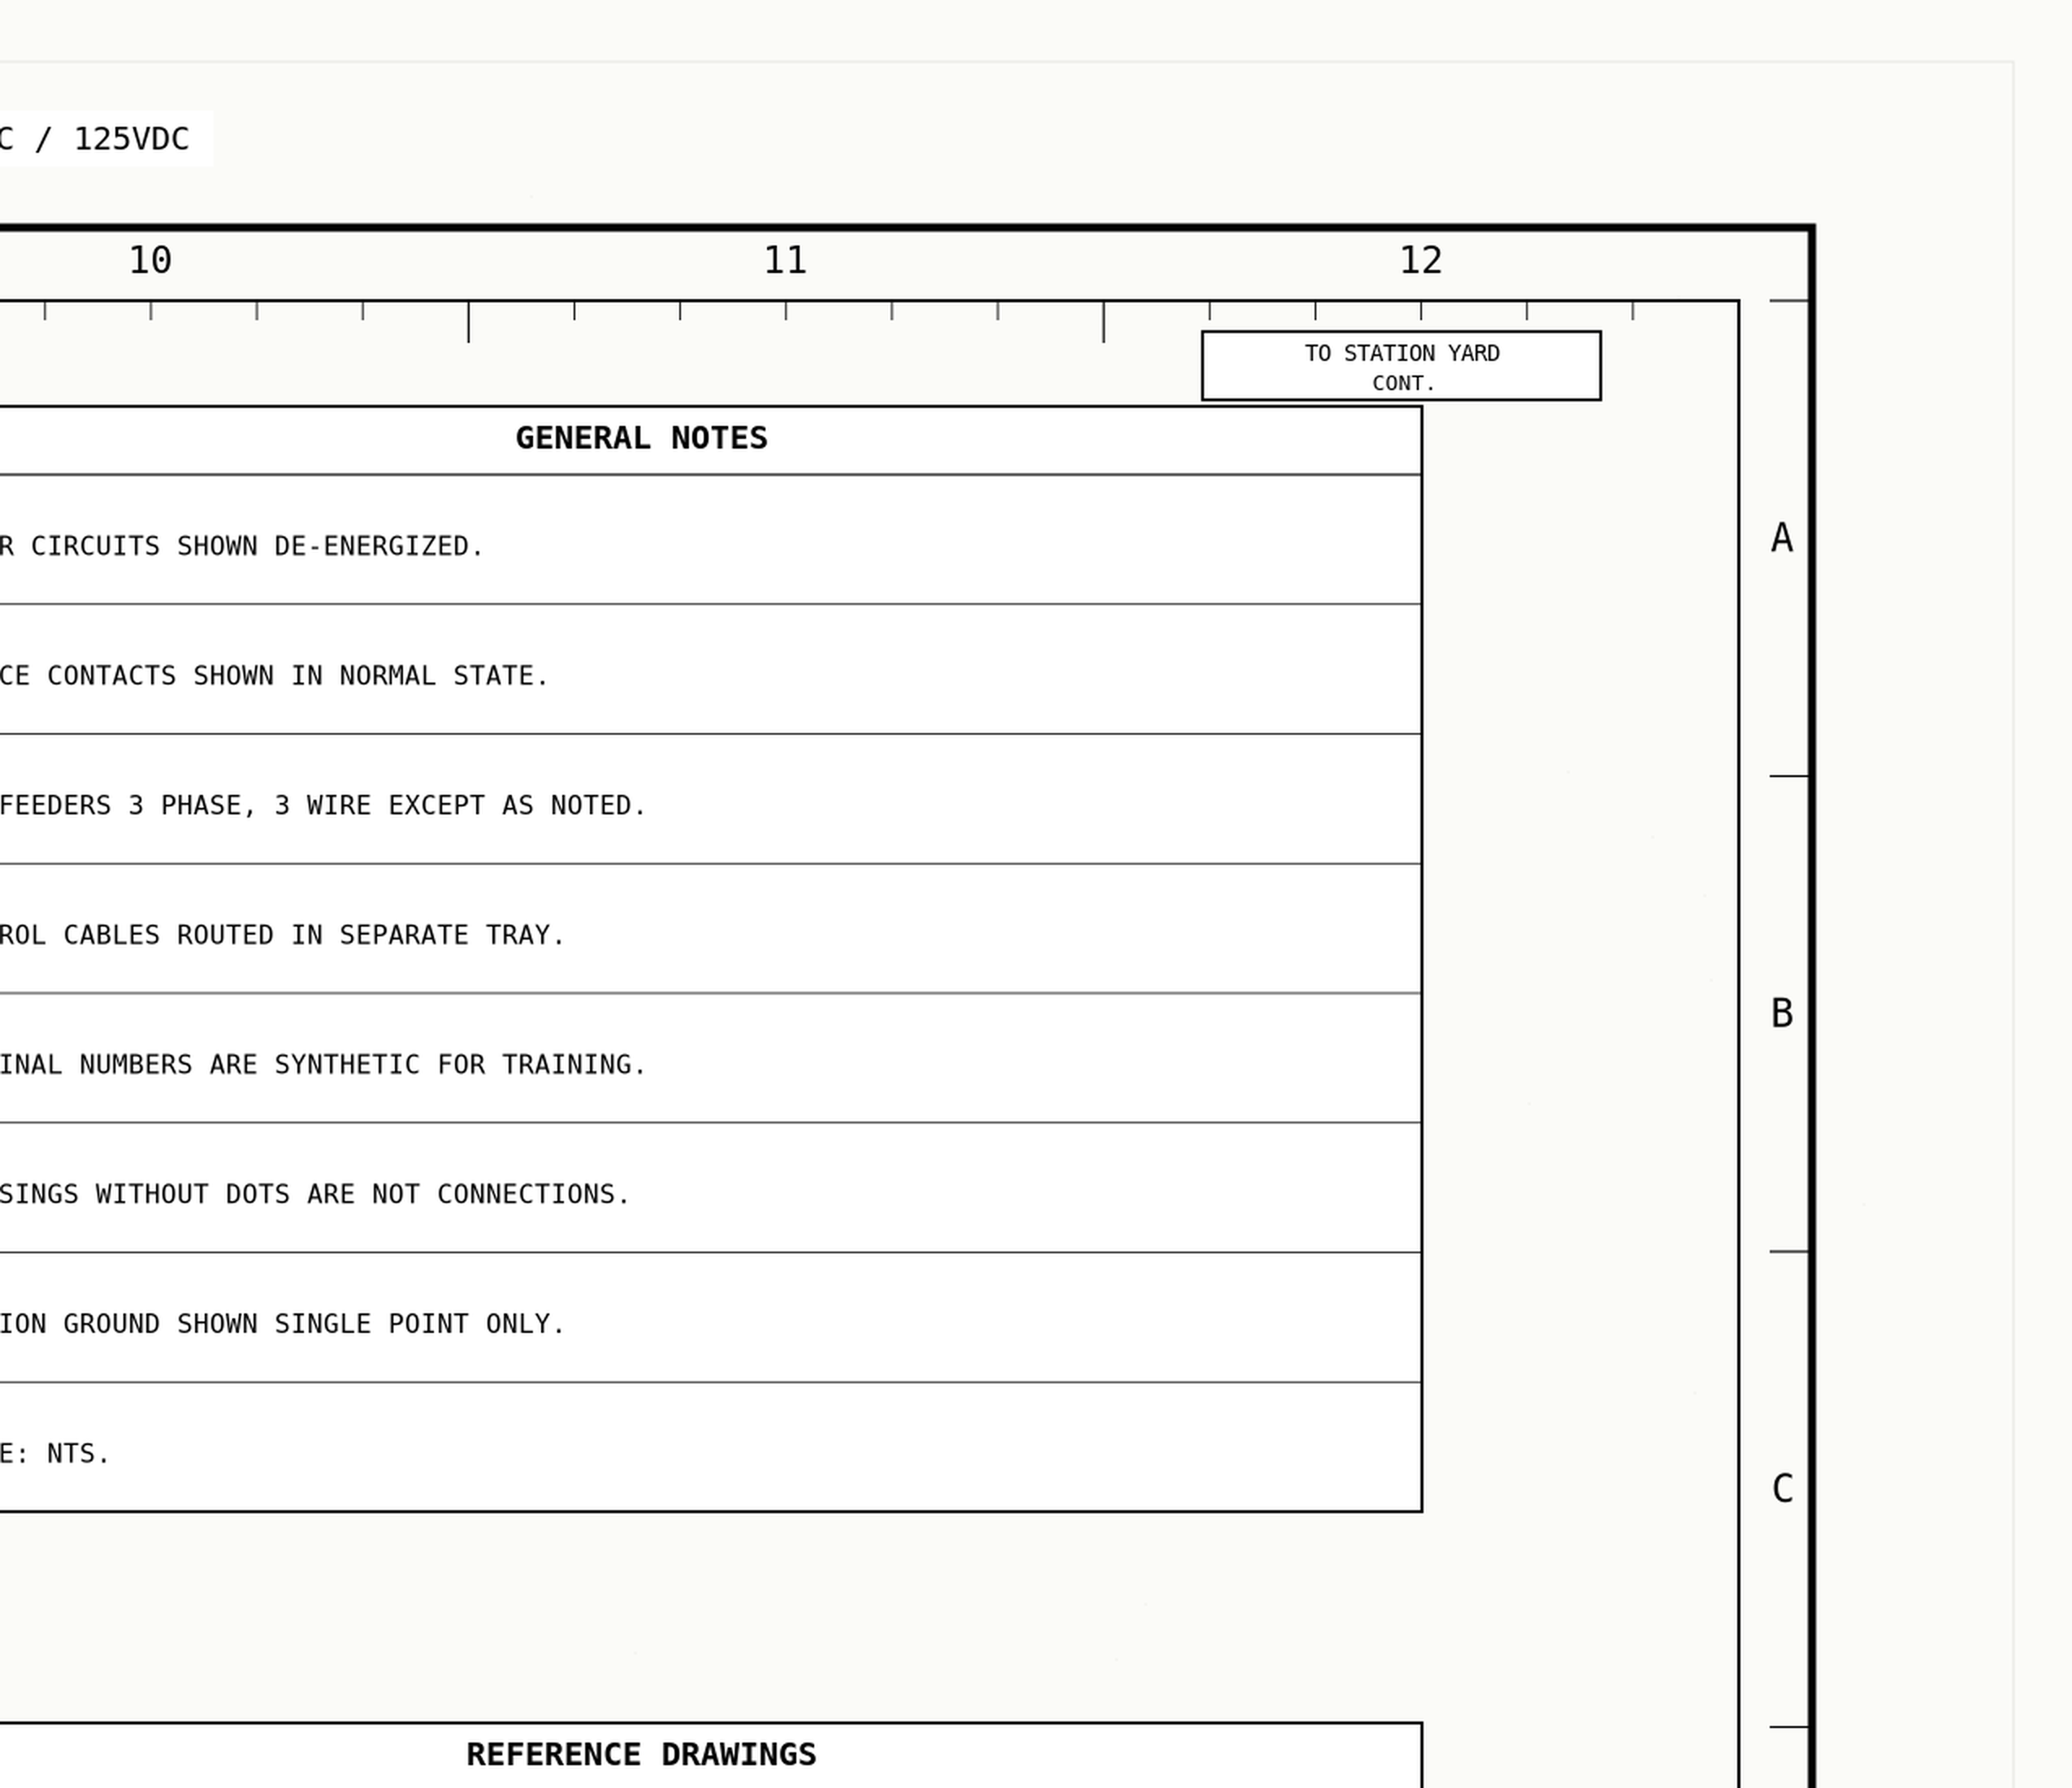 C / 125VDC
10 11 12
TO STATION YARD
CONT.
GENERAL NOTES
R CIRCUITS SHOWN DE-ENERGIZED.
A
CE CONTACTS SHOWN IN NORMAL STATE.
FEEDERS 3 PHASE, 3 WIRE EXCEPT AS NOTED.
ROL CABLES ROUTED IN SEPARATE TRAY.
B
INAL NUMBERS ARE SYNTHETIC FOR TRAINING.
SINGS WITHOUT DOTS ARE NOT CONNECTIONS.
ION GROUND SHOWN SINGLE POINT ONLY.
E: NTS.
C
REFERENCE DRAWINGS